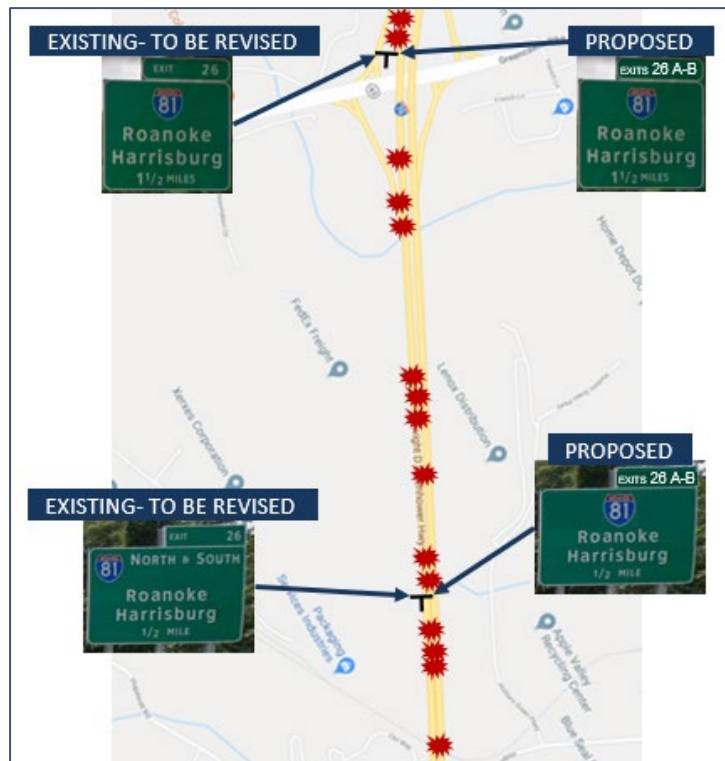 EXISTING- TO BE REVISED
PROPOSED
EXIT 26
81
Roanoke
Harrisburg
1 1/2 MILES
EXITS 26 A-B
81
Roanoke
Harrisburg
1 1/2 MILES
Home Depot DC
FedEx Freight
Lenox Distribution
Xerxes Corporation
PROPOSED
EXISTING- TO BE REVISED
EXITS 26 A-B
81
Roanoke
Harrisburg
1/2 MILE
EXIT 26
81 NORTH & SOUTH
Roanoke
Harrisburg
1/2 MILE
Packaging
Services Industries
Apple Valley
Recycling Center
Blue Seal